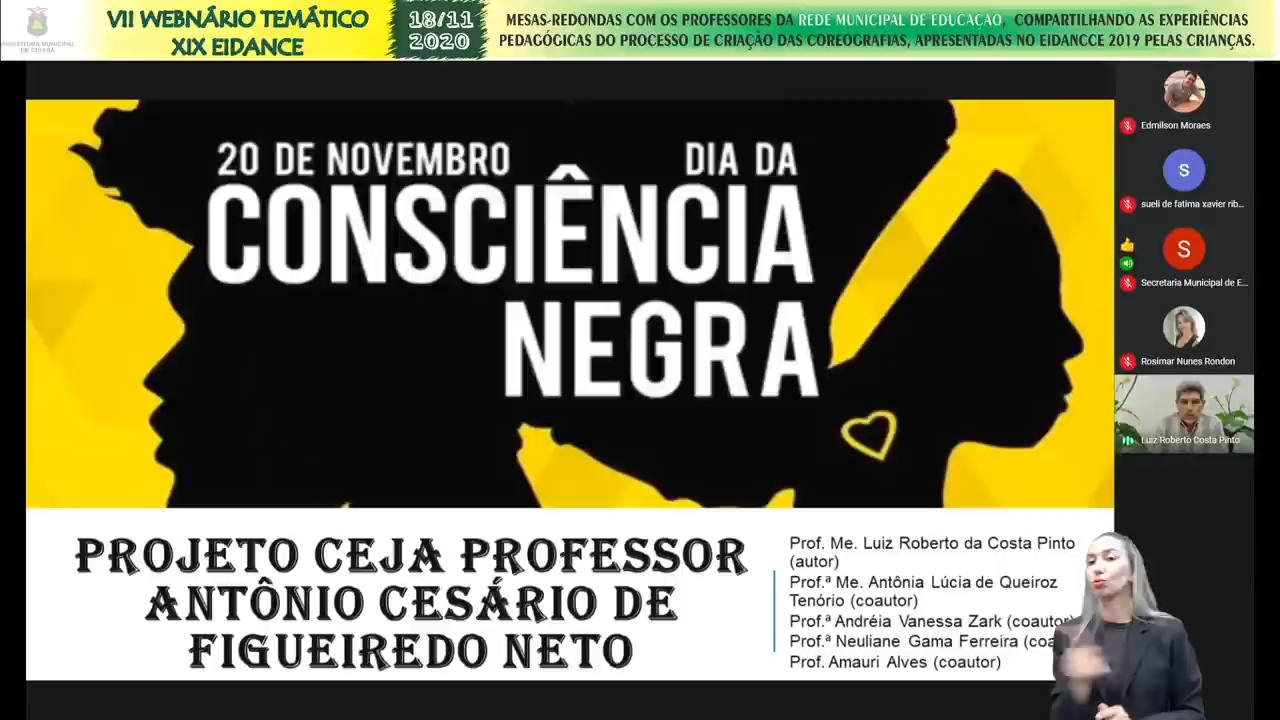 VII WEBNÁRIO TEMÁTICO
XIX EIDANCE
18/11
2020
MESAS-REDONDAS COM OS PROFESSORES DA REDE MUNICIPAL DE EDUCAÇÃO, COMPARTILHANDO AS EXPERIÊNCIAS
PEDAGÓGICAS DO PROCESSO DE CRIAÇÃO DAS COREOGRAFIAS, APRESENTADAS NO EIDANCCE 2019 PELAS CRIANÇAS.
PREFEITURA MUNICIPAL
DE CUIABÁ
20 DE NOVEMBRO DIA DA
CONSCIÊNCIA
NEGRA
PROJETO CEJA PROFESSOR
ANTÔNIO CESÁRIO DE
FIGUEIREDO NETO
Prof. Me. Luiz Roberto da Costa Pinto
(autor)
Prof.ª Me. Antônia Lúcia de Queiroz
Tenório (coautor)
Prof.ª Andréia Vanessa Zark (coautor)
Prof.ª Neuliane Gama Ferreira (coa
Prof. Amauri Alves (coautor)
Edmilson Moraes
S
sueli de fatima xavier rib...
S
Secretaria Municipal de E...
Rosimar Nunes Rondon
Luiz Roberto Costa Pinto